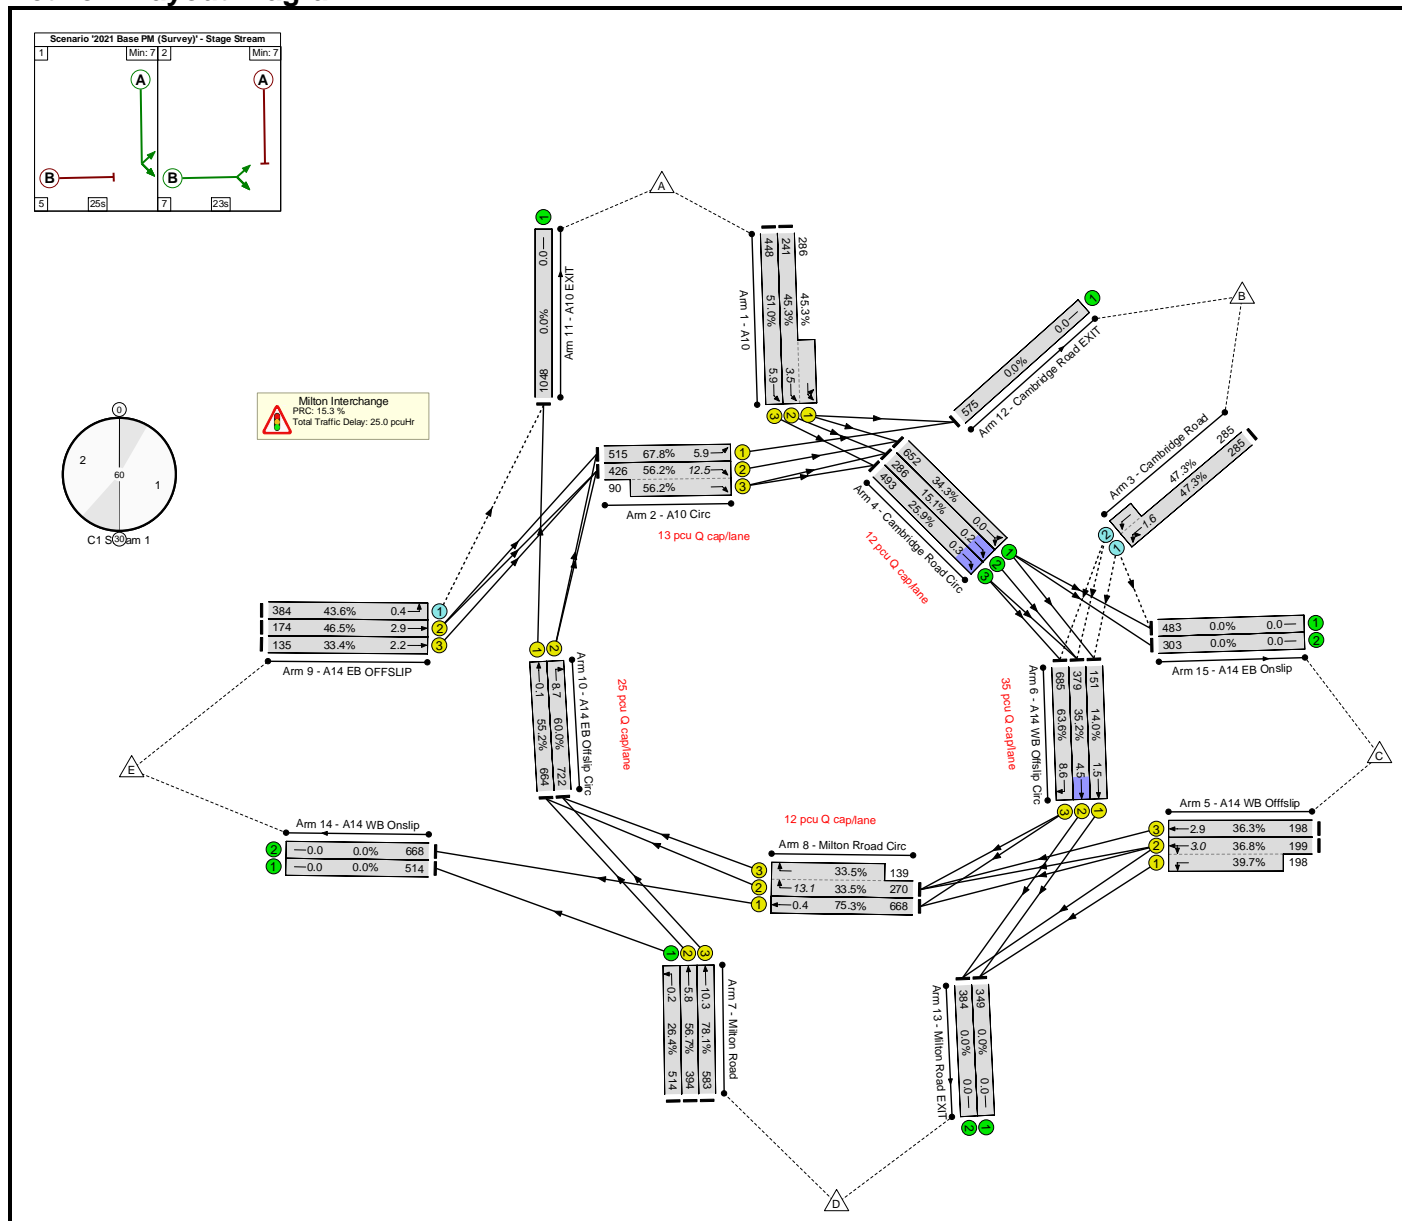 Scenario '2021 Base PM (Survey)' - Stage Stream
1 Min: 7 2 Min: 7
A A
B B
5 25s 7 23s
0
2 60 1
30
Milton Interchange
PRC: 15.3 %
Total Traffic Delay: 25.0 pcuHr
A
B
C
D
E
1
0.0 0.0% 1048
Arm 11 - A10 EXIT
448 51.0% 5.9
241 45.3% 3.5
286 45.3%
Arm 1 - A10
3 2 1
1
575 0.0% 0.0
Arm 12 - Cambridge Road EXIT
Arm 3 - Cambridge Road
285 47.3%
285 47.3% 1.6
2 1
515 67.8% 5.9 1
426 56.2% 12.5 2
90 56.2% 3
Arm 2 - A10 Circ
13 pcu Q cap/lane
652 34.3% 0.0 1
286 15.1% 0.2 2
493 25.9% 0.3 3
Arm 4 - Cambridge Road Circ
12 pcu Q cap/lane
384 43.6% 0.4 1
174 46.5% 2.9 2
135 33.4% 2.2 3
Arm 9 - A14 EB OFFSLIP
483 0.0% 0.0 1
303 0.0% 0.0 2
Arm 15 - A14 EB Onslip
1 2
0.1 55.2% 664
8.7 60.0% 722
Arm 10 - A14 EB Offslip Circ
25 pcu Q cap/lane
35 pcu Q cap/lane
Arm 6 - A14 WB Offslip Circ
685 63.6% 8.6
379 35.2% 4.5
151 14.0% 1.5
3 2 1
Arm 5 - A14 WB Offfslip
3 2.9 36.3% 198
2 3.0 36.8% 199
1 39.7% 198
12 pcu Q cap/lane
Arm 8 - Milton Rroad Circ
3 33.5% 139
2 13.1 33.5% 270
1 0.4 75.3% 668
Arm 14 - A14 WB Onslip
2 0.0 0.0% 668
1 0.0 0.0% 514
1 2 3
0.2 26.4% 514
5.8 56.7% 394
10.3 78.1% 583
Arm 7 - Milton Road
Arm 13 - Milton Road EXIT
384 0.0% 0.0
349 0.0% 0.0
2 1